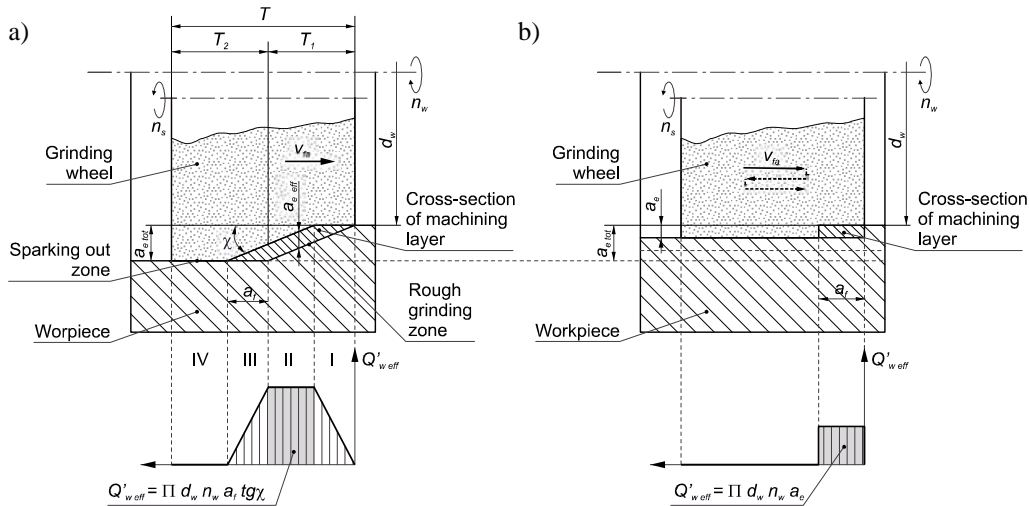 a)
T
T2
T1
nw
ns
dw
Grinding
wheel
vfa
ae eff
Cross-section
of machining
layer
χ
ae tot
Sparking out
zone
af
Rough
grinding
zone
Worpiece
IV
III
II
I
Q'w eff
Q'w eff = Π dw nw af tgχ
b)
nw
ns
dw
Grinding
wheel
vfa
ae
Cross-section
of machining
layer
ae tot
af
Workpiece
Q'w eff
Q'w eff = Π dw nw ae